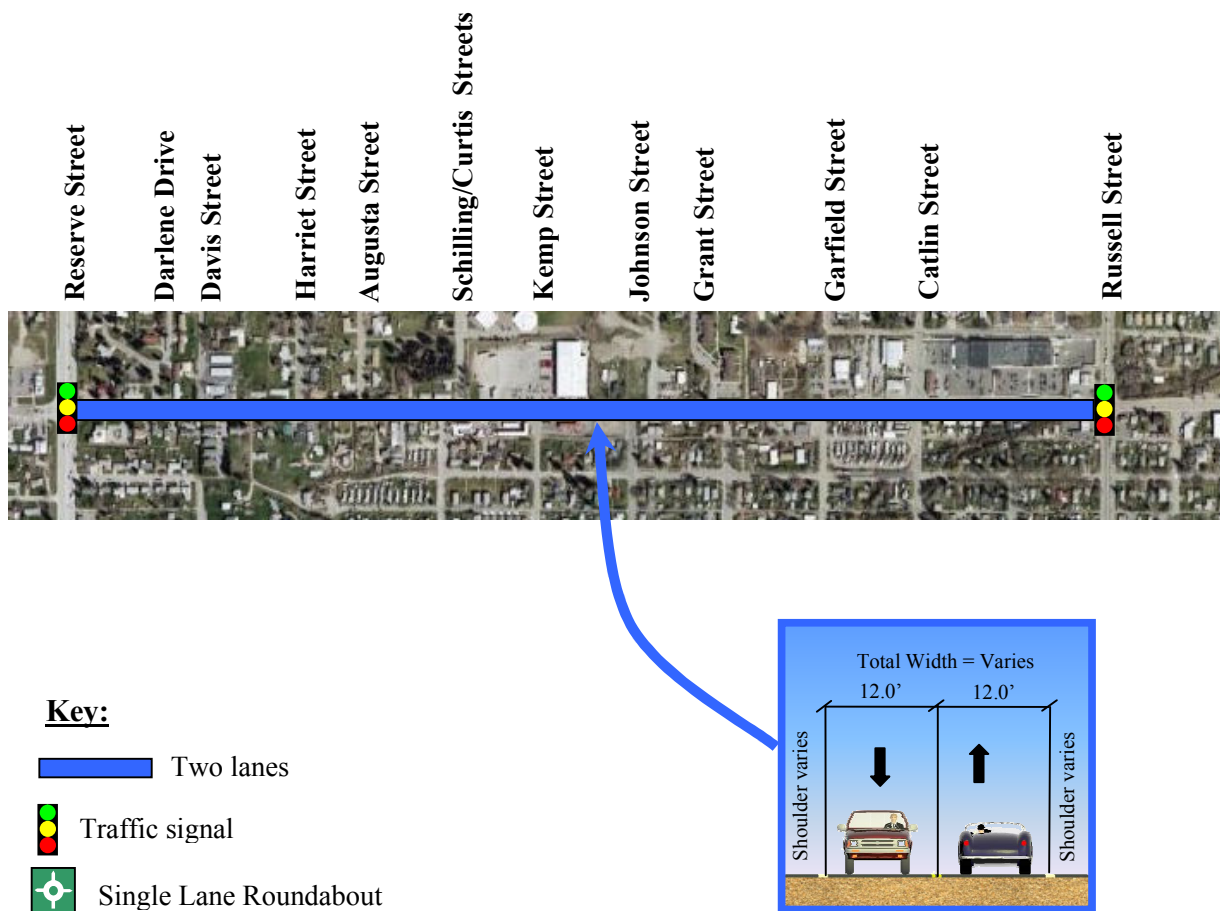 Reserve Street
Darlene Drive
Davis Street
Harriet Street
Augusta Street
Schilling/Curtis  Streets
Kemp Street
Johnson Street
Grant Street
Garfield Street
Catlin Street
Russell Street
Key:
Two lanes
Traffic signal
Single Lane Roundabout
Total Width = Varies
12.0’
12.0’
Shoulder varies
Shoulder varies